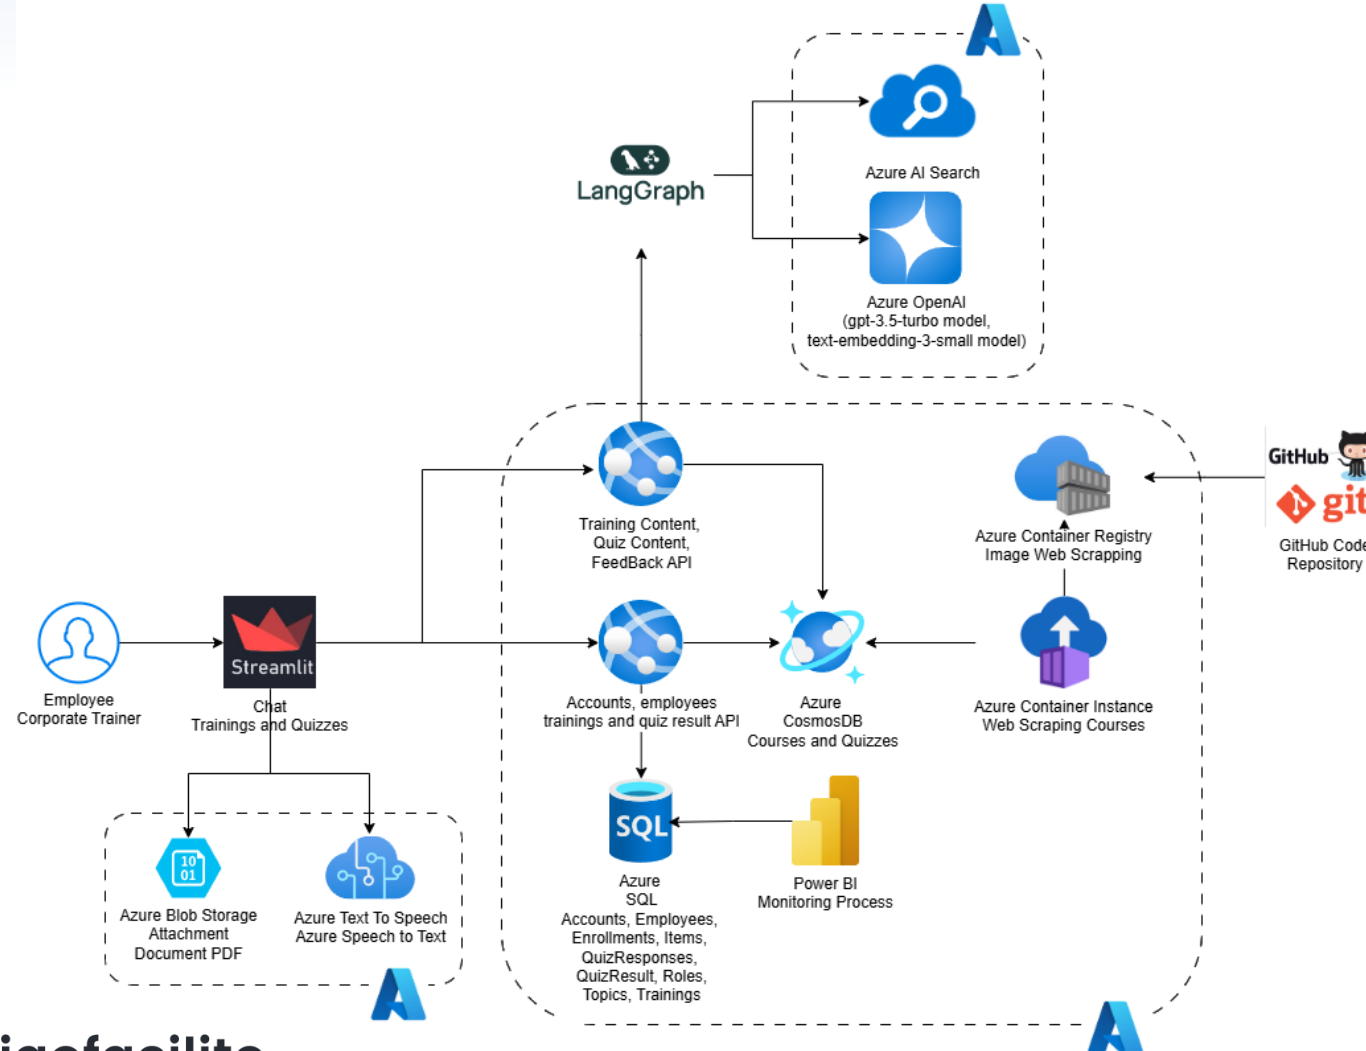 Azure AI Search
LangGraph
Azure OpenAI
(gpt-3.5-turbo model,
text-embedding-3-small model)
GitHub
git
GitHub Code
Repository
Training Content,
Quiz Content,
FeedBack API
Azure Container Registry
Image Web Scrapping
Streamlit
Employee
Corporate Trainer
Chat
Trainings and Quizzes
Accounts, employees
trainings and quiz result API
Azure
CosmosDB
Courses and Quizzes
Azure Container Instance
Web Scraping Courses
SQL
Azure
SQL
Accounts, Employees,
Enrollments, Items,
QuizResponses,
QuizResult, Roles,
Topics, Trainings
Power BI
Monitoring Process
10
01
Azure Blob Storage
Attachment
Document PDF
Azure Text To Speech
Azure Speech to Text